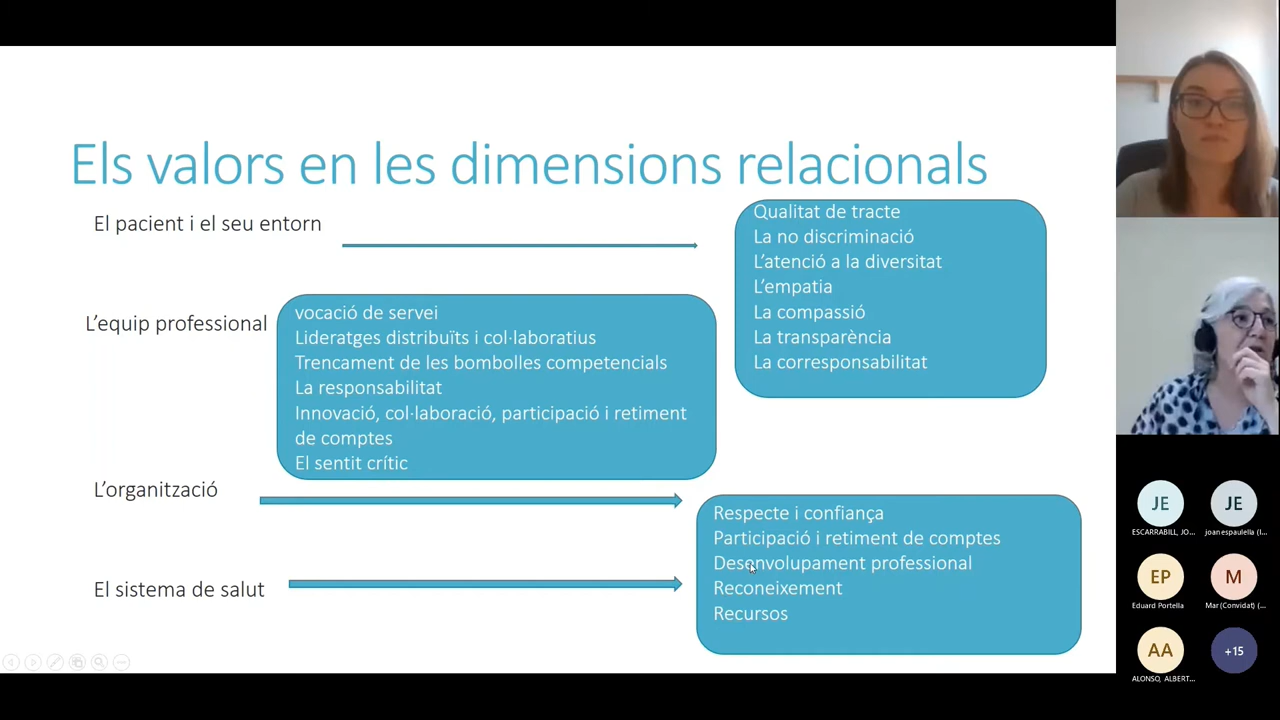 Els valors en les dimensions relacionals
El pacient i el seu entorn
Qualitat de tracte
La no discriminació
L'atenció a la diversitat
L'empatia
La compassió
La transparència
La corresponsabilitat
L'equip professional
vocació de servei
Lideratges distribuïts i col·laboratius
Trencament de les bombolles competencials
La responsabilitat
Innovació, col·laboració, participació i retiment
de comptes
El sentit crític
L'organització
El sistema de salut
Respecte i confiança
Participació i retiment de comptes
Desenvolupament professional
Reconeixement
Recursos
JE
ESCARRABILL, JO...
JE
joan espaulella (I...
EP
Eduard Portella
M
Mar (Convidat) (...
AA
ALONSO, ALBERT...
+15